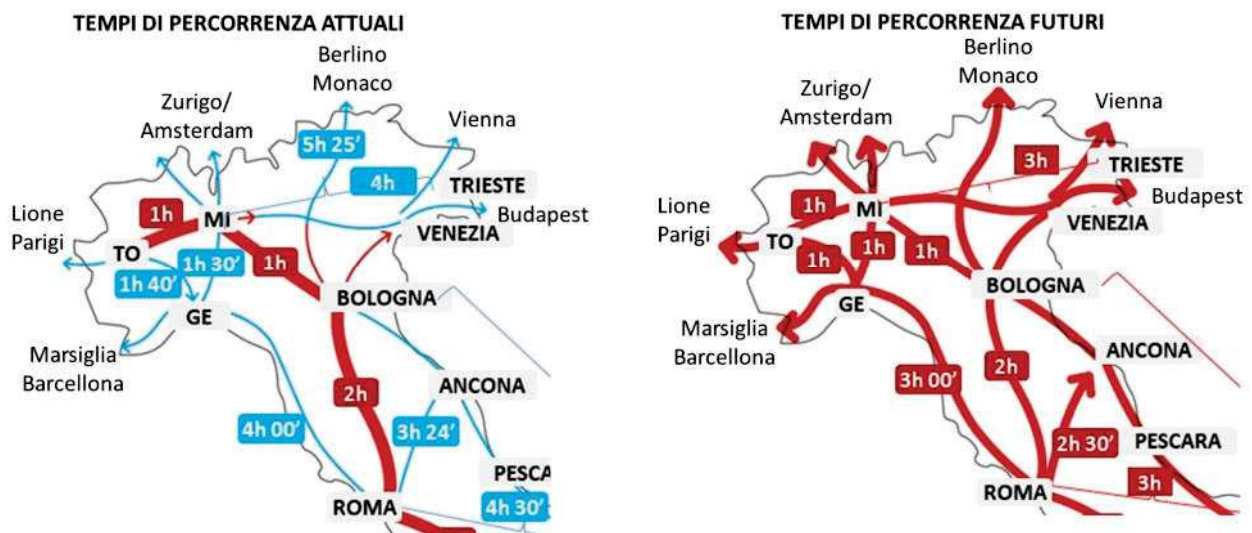 TEMPI DI PERCORRENZA ATTUALI
Berlino
Monaco
Zurigo/
Amsterdam
Vienna
5h 25'
4h
TRIESTE
Budapest
1h
MI
Lione
Parigi
VENEZIA
TO
1h 30'
1h
1h 40'
BOLOGNA
GE
Marsiglia
Barcellona
ANCONA
2h
4h 00'
3h 24'
PESCA
4h 30'
ROMA
TEMPI DI PERCORRENZA FUTURI
Berlino
Monaco
Zurigo/
Amsterdam
Vienna
3h
TRIESTE
Budapest
1h
MI
Lione
Parigi
VENEZIA
TO
1h
1h
1h
BOLOGNA
GE
Marsiglia
Barcellona
ANCONA
3h 00'
2h
2h 30'
PESCARA
3h
ROMA